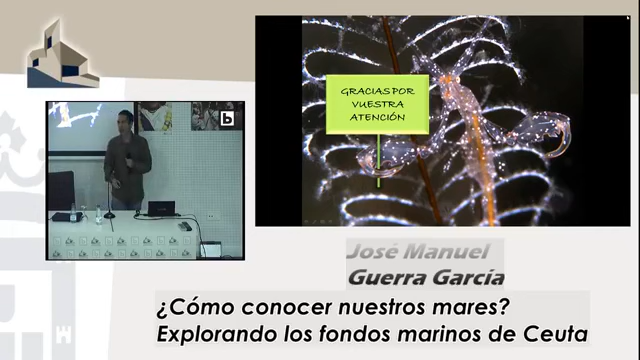 GRACIAS POR
VUESTRA
ATENCIÓN
b
José Manuel
Guerra García
¿Cómo conocer nuestros mares?
Explorando los fondos marinos de Ceuta